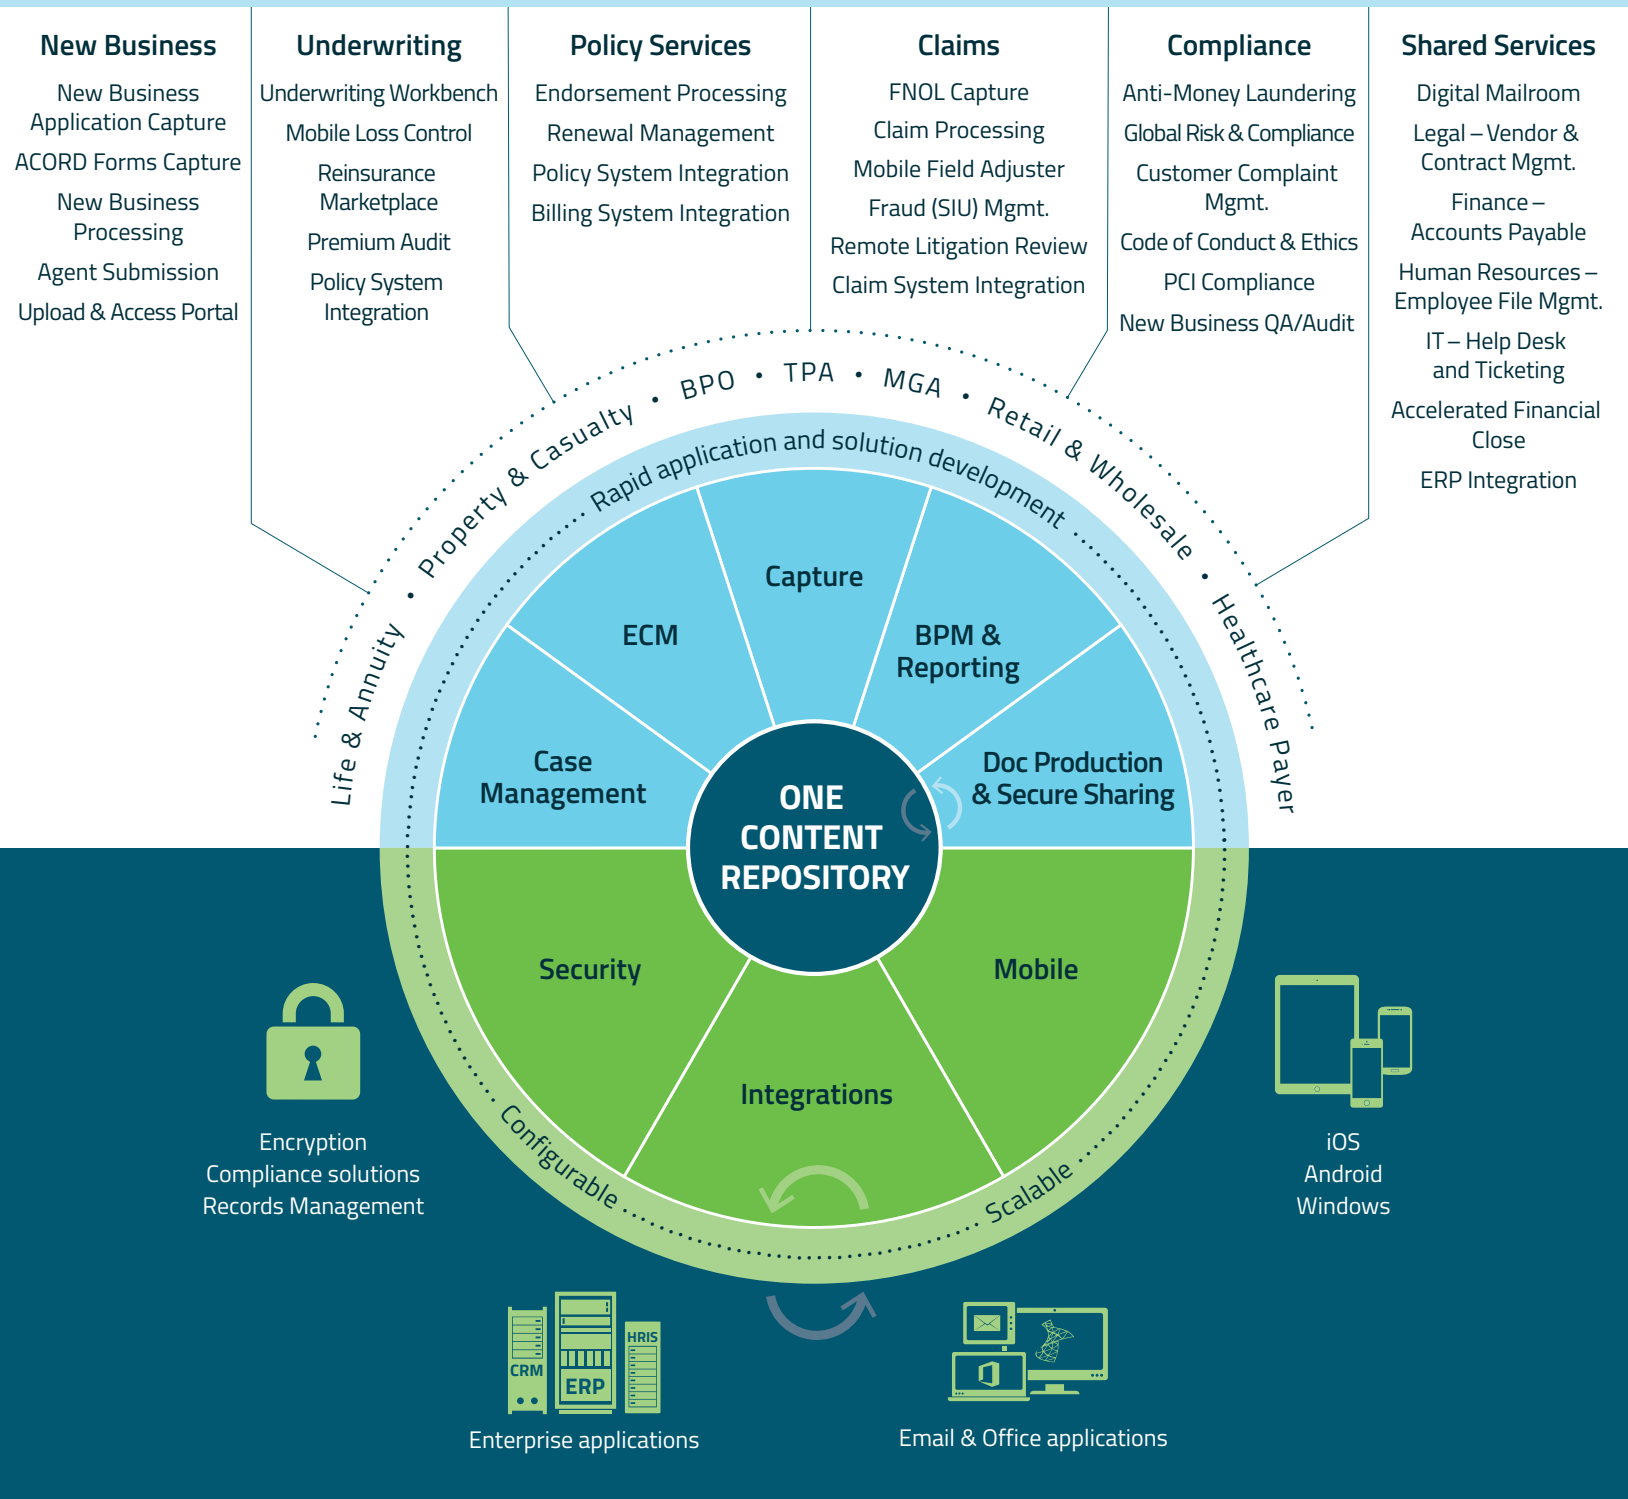 New Business
New Business
Application Capture
ACORD Forms Capture
New Business
Processing
Agent Submission
Upload & Access Portal
Underwriting
Underwriting Workbench
Mobile Loss Control
Reinsurance
Marketplace
Premium Audit
Policy System
Integration
Policy Services
Endorsement Processing
Renewal Management
Policy System Integration
Billing System Integration
Claims
FNOL Capture
Claim Processing
Mobile Field Adjuster
Fraud (SIU) Mgmt.
Remote Litigation Review
Claim System Integration
Compliance
Anti-Money Laundering
Global Risk & Compliance
Customer Complaint
Mgmt.
Code of Conduct & Ethics
PCI Compliance
New Business QA/Audit
Shared Services
Digital Mailroom
Legal – Vendor &
Contract Mgmt.
Finance –
Accounts Payable
Human Resources –
Employee File Mgmt.
IT – Help Desk
and Ticketing
Accelerated Financial
Close
ERP Integration
Life & Annuity • Property & Casualty • BPO • TPA • MGA • Retail & Wholesale • Healthcare Payer
Rapid application and solution development
Case
Management
ECM
Capture
BPM &
Reporting
Doc Production
& Secure Sharing
ONE
CONTENT
REPOSITORY
Security
Integrations
Mobile
Configurable
Scalable
Encryption
Compliance solutions
Records Management
iOS
Android
Windows
CRM
ERP
HRIS
Enterprise applications
Email & Office applications